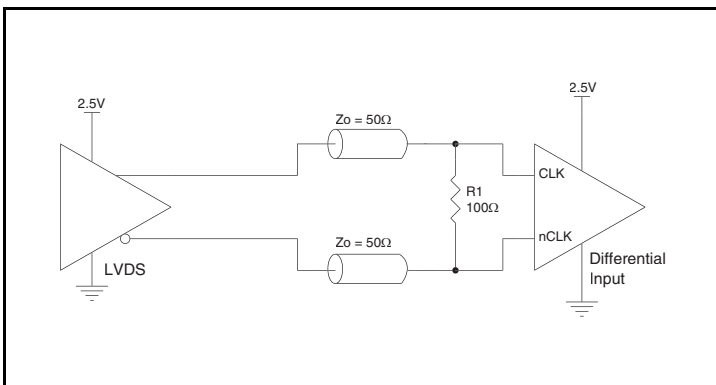 2.5V
2.5V
Zo = 50Ω
CLK
R1
100Ω
nCLK
Zo = 50Ω
LVDS
Differential
Input